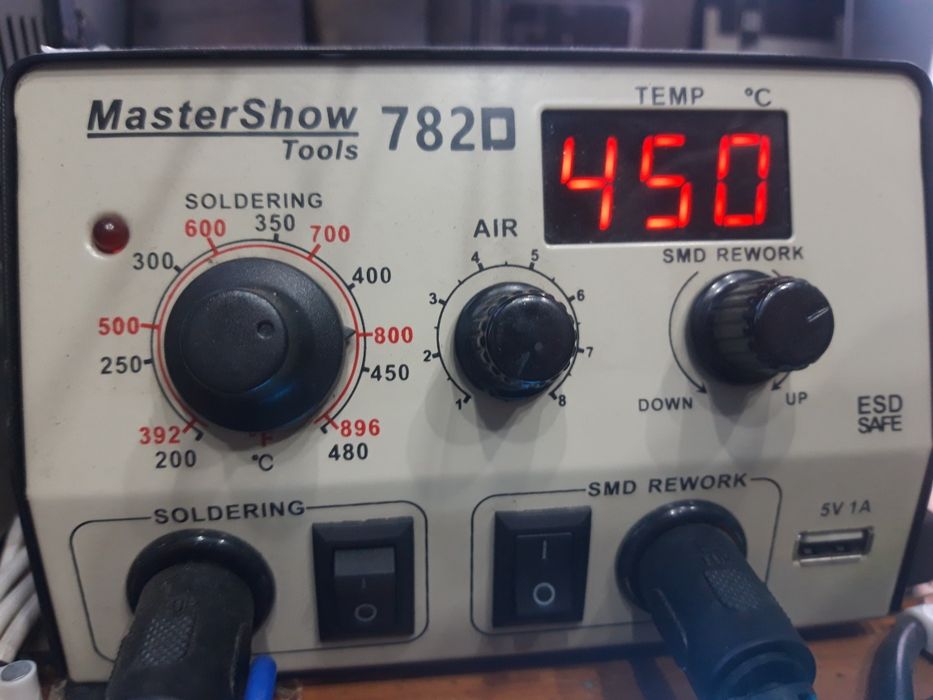 MasterShow
Tools
782D
TEMP °C
450
SOLDERING
600
350
700
300
400
500
800
250
450
392
896
200
480
°F
°C
AIR
1
2
3
4
5
6
7
8
SMD REWORK
DOWN
UP
ESD
SAFE
SOLDERING
I
O
SMD REWORK
I
O
5V 1A